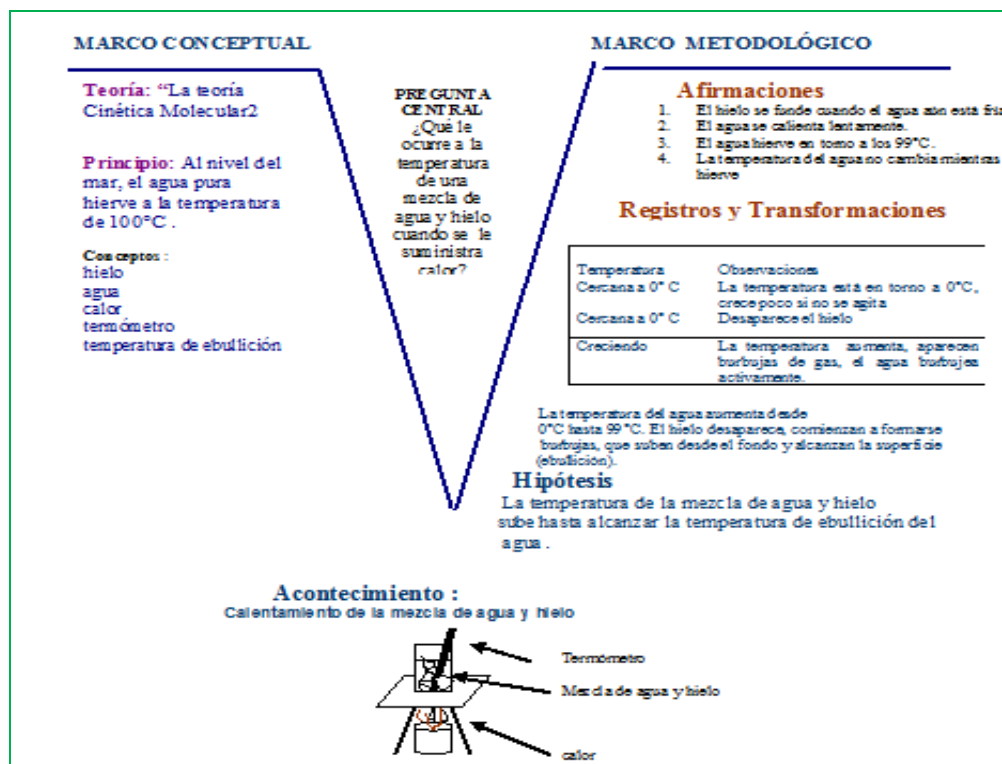 MARCO CONCEPTUAL
Teoría: “La teoría
Cinética Molecular2
Principio: Al nivel del
mar, el agua pura
hierve a la temperatura
de 100°C .
Conceptos :
hielo
agua
calor
termómetro
temperatura de ebullición
PREGUNTA
CENTRAL
¿Qué le
ocurre a la
temperatura
de una
mezcla de
agua y hielo
cuando se le
suministra
calor?
MARCO METODOLÓGICO
Afirmaciones
1. El hielo se funde cuando el agua aún está fría
2. El agua se calienta lentamente.
3. El agua hierve en torno a los 99°C.
4. La temperatura del agua no cambia mientras
hierve
Registros y Transformaciones
Temperatura Observaciones
Cercana a 0° C La temperatura está en torno a 0°C,
crece poco si no se agita
Cercana a 0° C Desaparece el hielo
Creciendo La temperatura aumenta, aparecen
burbujas de gas, el agua burbujea
activamente.
La temperatura del agua aumenta desde
0°C hasta 99 °C. El hielo desaparece, comienzan a formarse
burbujas, que suben desde el fondo y alcanzan la superficie
(ebullición).
Hipótesis
La temperatura de la mezcla de agua y hielo
sube hasta alcanzar la temperatura de ebullición del
agua .
Acontecimiento :
Calentamiento de la mezcla de agua y hielo
Termómetro
Mezcla de agua y hielo
calor